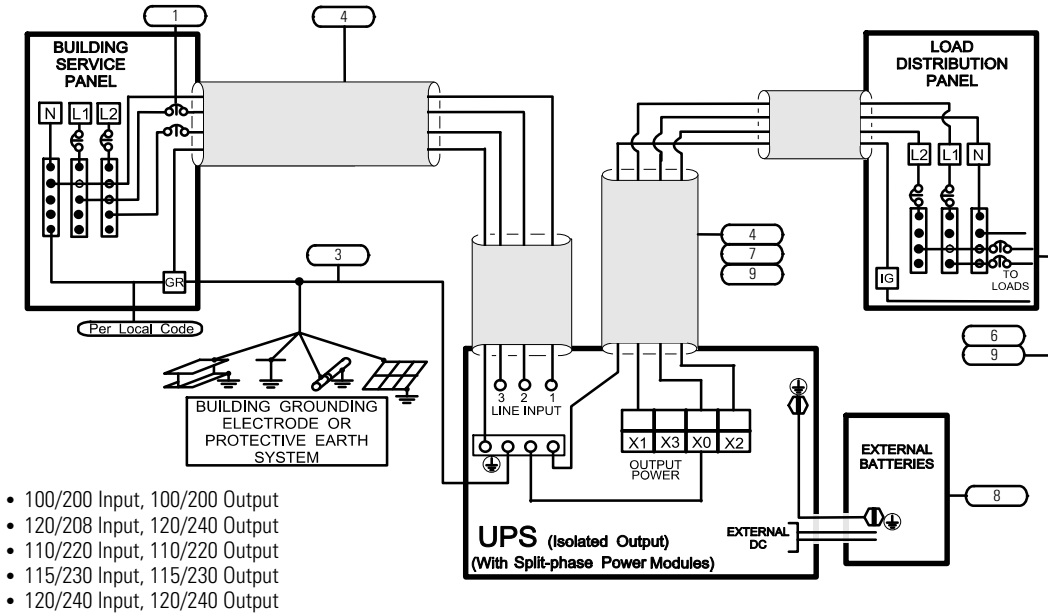 1
4
BUILDING
SERVICE
PANEL
N L1 L2
GR
Per Local Code
3
BUILDING GROUNDING
ELECTRODE OR
PROTECTIVE EARTH
SYSTEM
LOAD
DISTRIBUTION
PANEL
L2 L1 N
IG
TO
LOADS
4
7
9
6
9
3 2 1
LINE INPUT
X1 X3 X0 X2
OUTPUT
POWER
UPS (Isolated Output)
(With Split-phase Power Modules)
EXTERNAL
DC
EXTERNAL
BATTERIES
8
• 100/200 Input, 100/200 Output
• 120/208 Input, 120/240 Output
• 110/220 Input, 110/220 Output
• 115/230 Input, 115/230 Output
• 120/240 Input, 120/240 Output